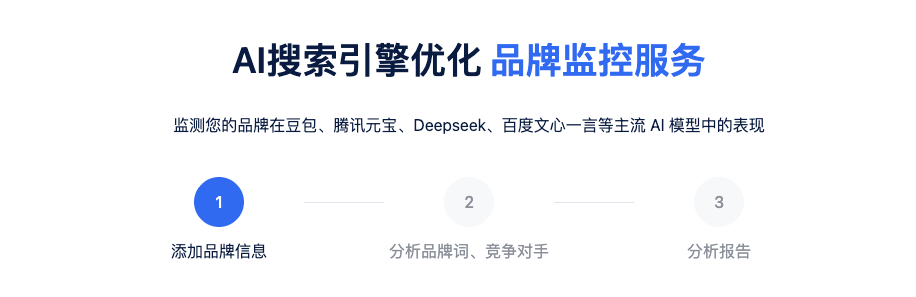 AI搜索引擎优化 品牌监控服务
监测您的品牌在豆包、腾讯元宝、Deepseek、百度文心一言等主流 AI 模型中的表现
1 2 3
添加品牌信息 分析品牌词、竞争对手 分析报告